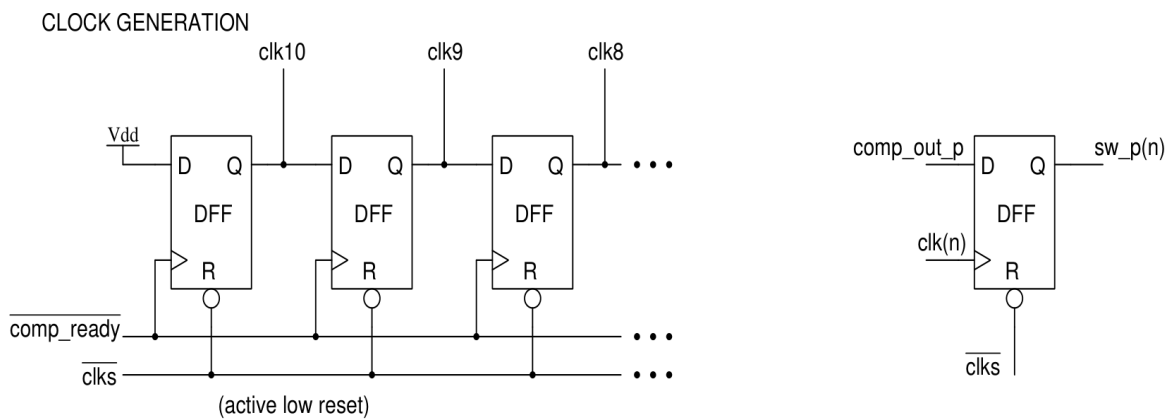 CLOCK GENERATION
clk10 clk9 clk8
Vdd
D Q D Q D Q
DFF DFF DFF
R R R
comp_ready
clks
(active low reset)
comp_out_p D Q sw_p(n)
DFF
clk(n)
R
clks